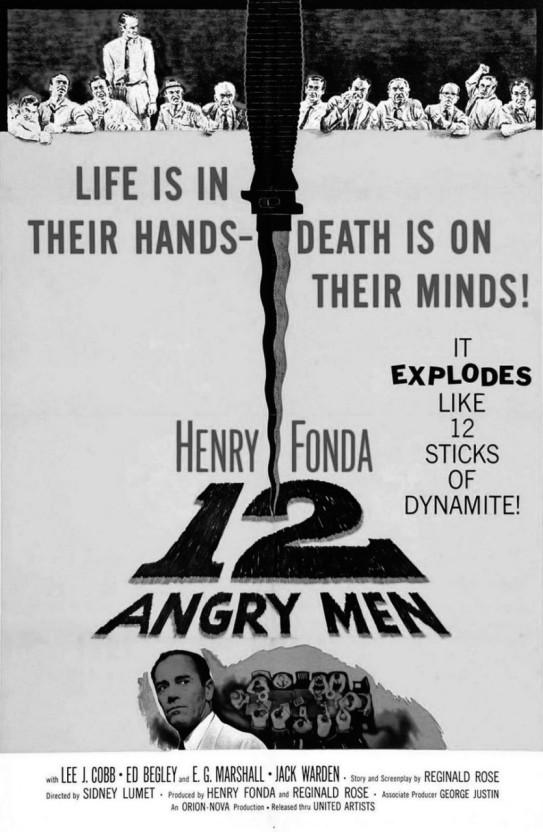 LIFE IS IN
THEIR HANDS- DEATH IS ON
THEIR MINDS!
IT
EXPLODES
LIKE
12
STICKS
OF
DYNAMITE!
HENRY FONDA
12
ANGRY MEN
with LEE J. COBB • ED BEGLEY and E. G. MARSHALL • JACK WARDEN • Story and Screenplay by REGINALD ROSE
Directed by SIDNEY LUMET • Produced by HENRY FONDA and REGINALD ROSE • Associate Producer GEORGE JUSTIN
An ORION-NOVA Production • Released thru UNITED ARTISTS